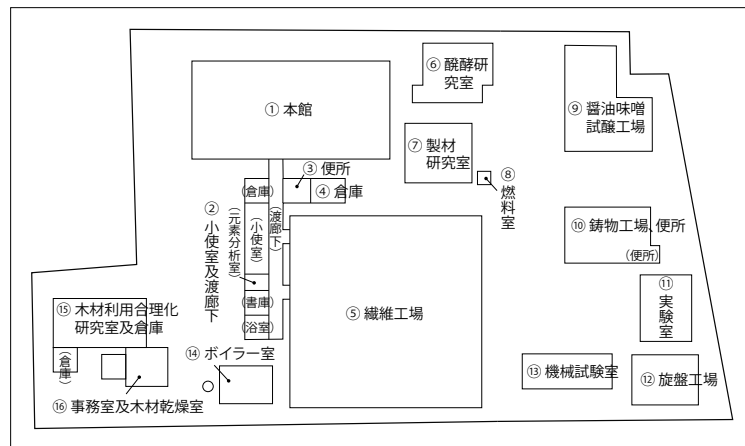 ① 本館
② 小使室及渡廊下
(倉庫)
(小使室)
(元素分析室)
(書庫)
(浴室)
(渡廊下)
③ 便所
④ 倉庫
⑤ 繊維工場
⑥ 醗酵研
究室
⑦ 製材
研究室
⑧ 燃料室
⑨ 醤油味噌
試醸工場
⑩ 鋳物工場、便所
(便所)
⑪ 実験室
⑫ 旋盤工場
⑬ 機械試験室
⑭ ボイラー室
⑮ 木材利用合理化
研究室及倉庫
(倉庫)
⑯ 事務室及木材乾燥室